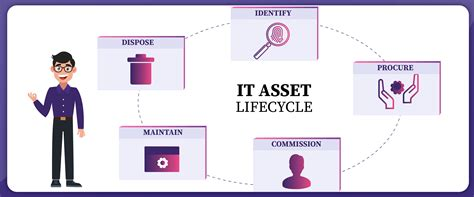 IDENTIFY
DISPOSE
PROCURE
IT ASSET
LIFECYCLE
MAINTAIN
COMMISSION